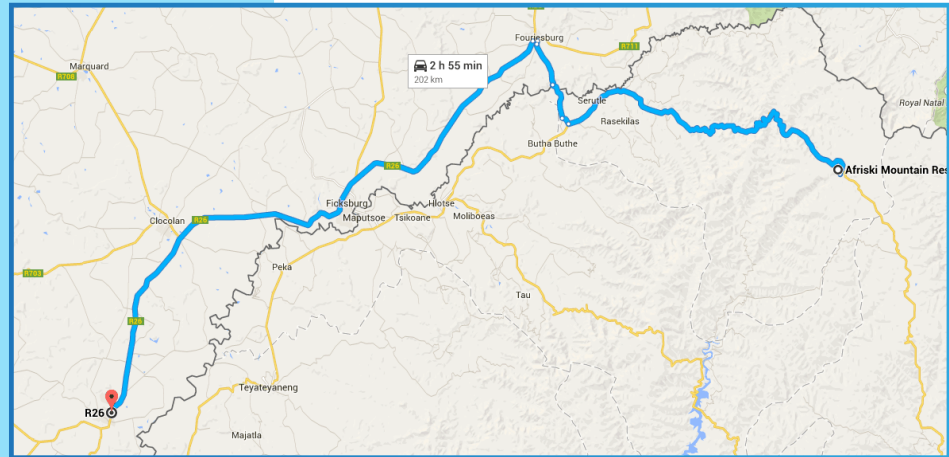 Fouriesburg
R711
2 h 55 min
202 km
Marquard
R708
Serutle
Rasekilas
Royal Natal
Butha Buthe
R26
Afriski Mountain Res
Ficksburg
Hlotse
Maputsoe
Tsikoane
Moliboeas
Clocolan
R26
Peka
R703
Tau
R26
Teyateyaneng
R26
Majatla